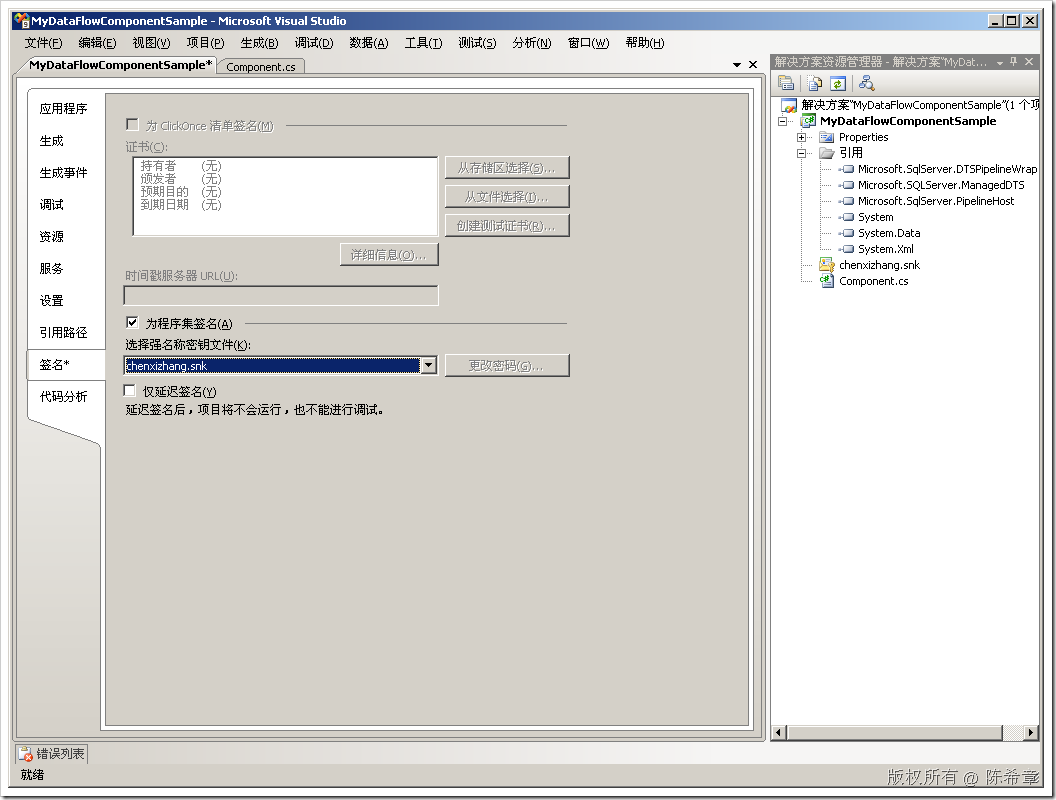 MyDataFlowComponentSample - Microsoft Visual Studio
文件(F) 编辑(E) 视图(V) 项目(P) 生成(B) 调试(D) 数据(A) 工具(T) 测试(S) 分析(N) 窗口(W) 帮助(H)
MyDataFlowComponentSample* Component.cs
应用程序
生成
生成事件
调试
资源
服务
设置
引用路径
签名*
代码分析
为 ClickOnce 清单签名(M)
证书(C):
持有者 (无)
颁发者 (无)
预期目的 (无)
到期日期 (无)
从存储区选择(S)...
从文件选择(I)...
创建测试证书(R)...
详细信息(O)...
时间戳服务器 URL(U):
为程序集签名(A)
选择强名称密钥文件(K):
chenxizhang.snk
更改密码(G)...
仅延迟签名(Y)
延迟签名后，项目将不会运行，也不能进行调试。
解决方案资源管理器 - 解决方案"MyDat...
解决方案"MyDataFlowComponentSample"(1 个项
MyDataFlowComponentSample
Properties
引用
Microsoft.SqlServer.DTSPipelineWrap
Microsoft.SQLServer.ManagedDTS
Microsoft.SqlServer.PipelineHost
System
System.Data
System.Xml
chenxizhang.snk
Component.cs
错误列表
就绪
版权所有 @ 陈希章